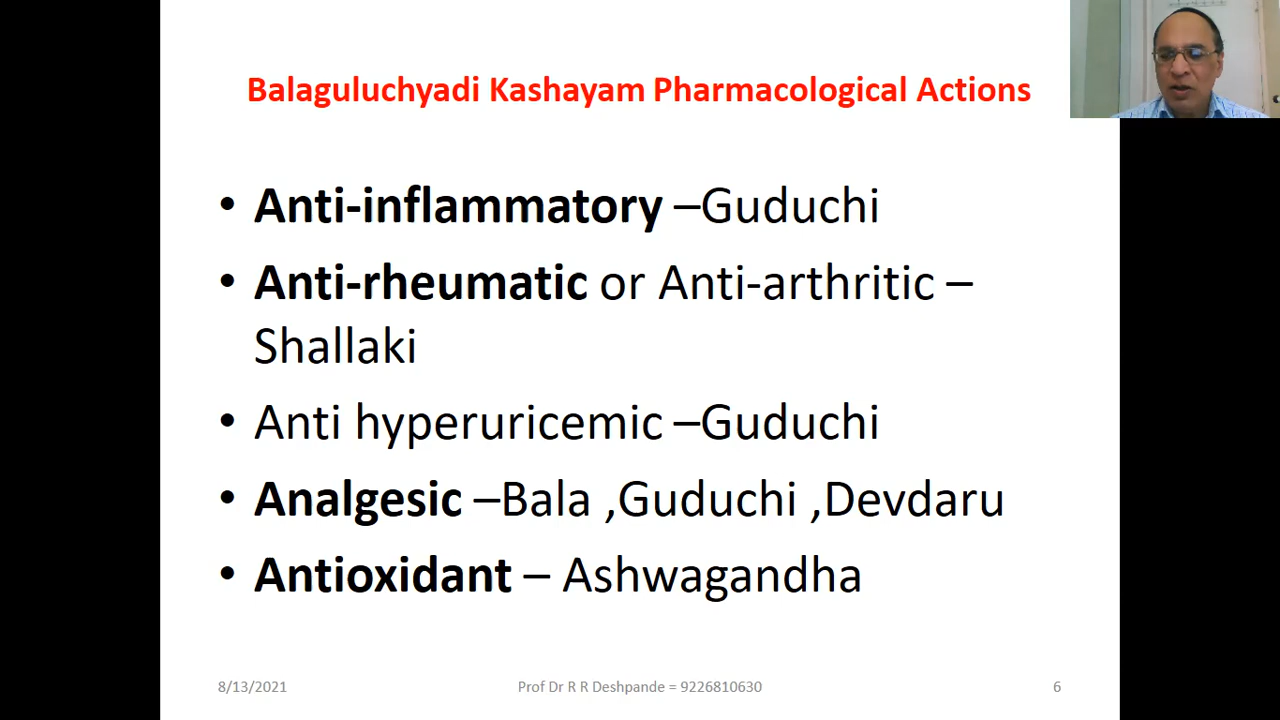 Balaguluchyadi Kashayam Pharmacological Actions
• Anti-inflammatory –Guduchi
• Anti-rheumatic or Anti-arthritic –
Shallaki
• Anti hyperuricemic –Guduchi
• Analgesic –Bala ,Guduchi ,Devdaru
• Antioxidant – Ashwagandha
8/13/2021 Prof Dr R R Deshpande = 9226810630 6